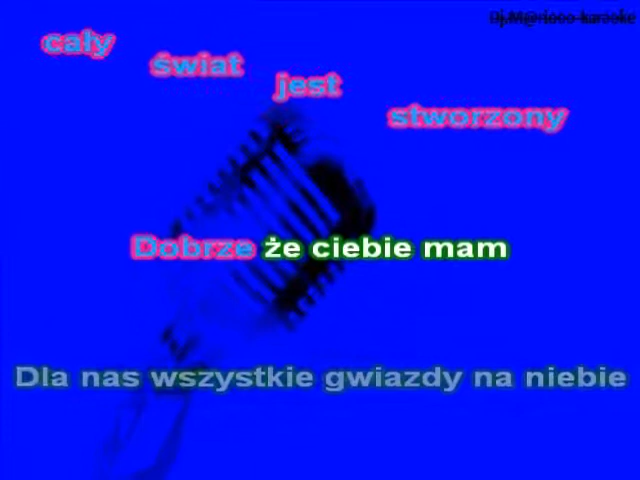 cały świat jest stworzony
Dobrze że ciebie mam
Dla nas wszystkie gwiazdy na niebie